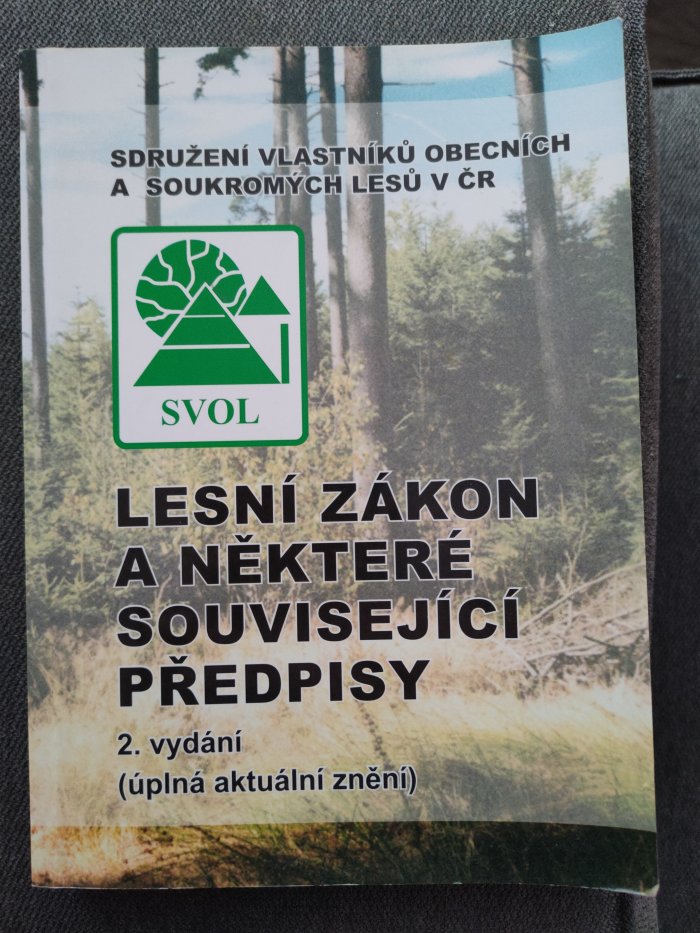 SDRUŽENÍ VLASTNÍKŮ OBECNÍCH
A SOUKROMÝCH LESŮ V ČR
SVOL
LESNÍ ZÁKON
A NĚKTERÉ
SOUVISEJÍCÍ
PŘEDPISY
2. vydání
(úplná aktuální znění)